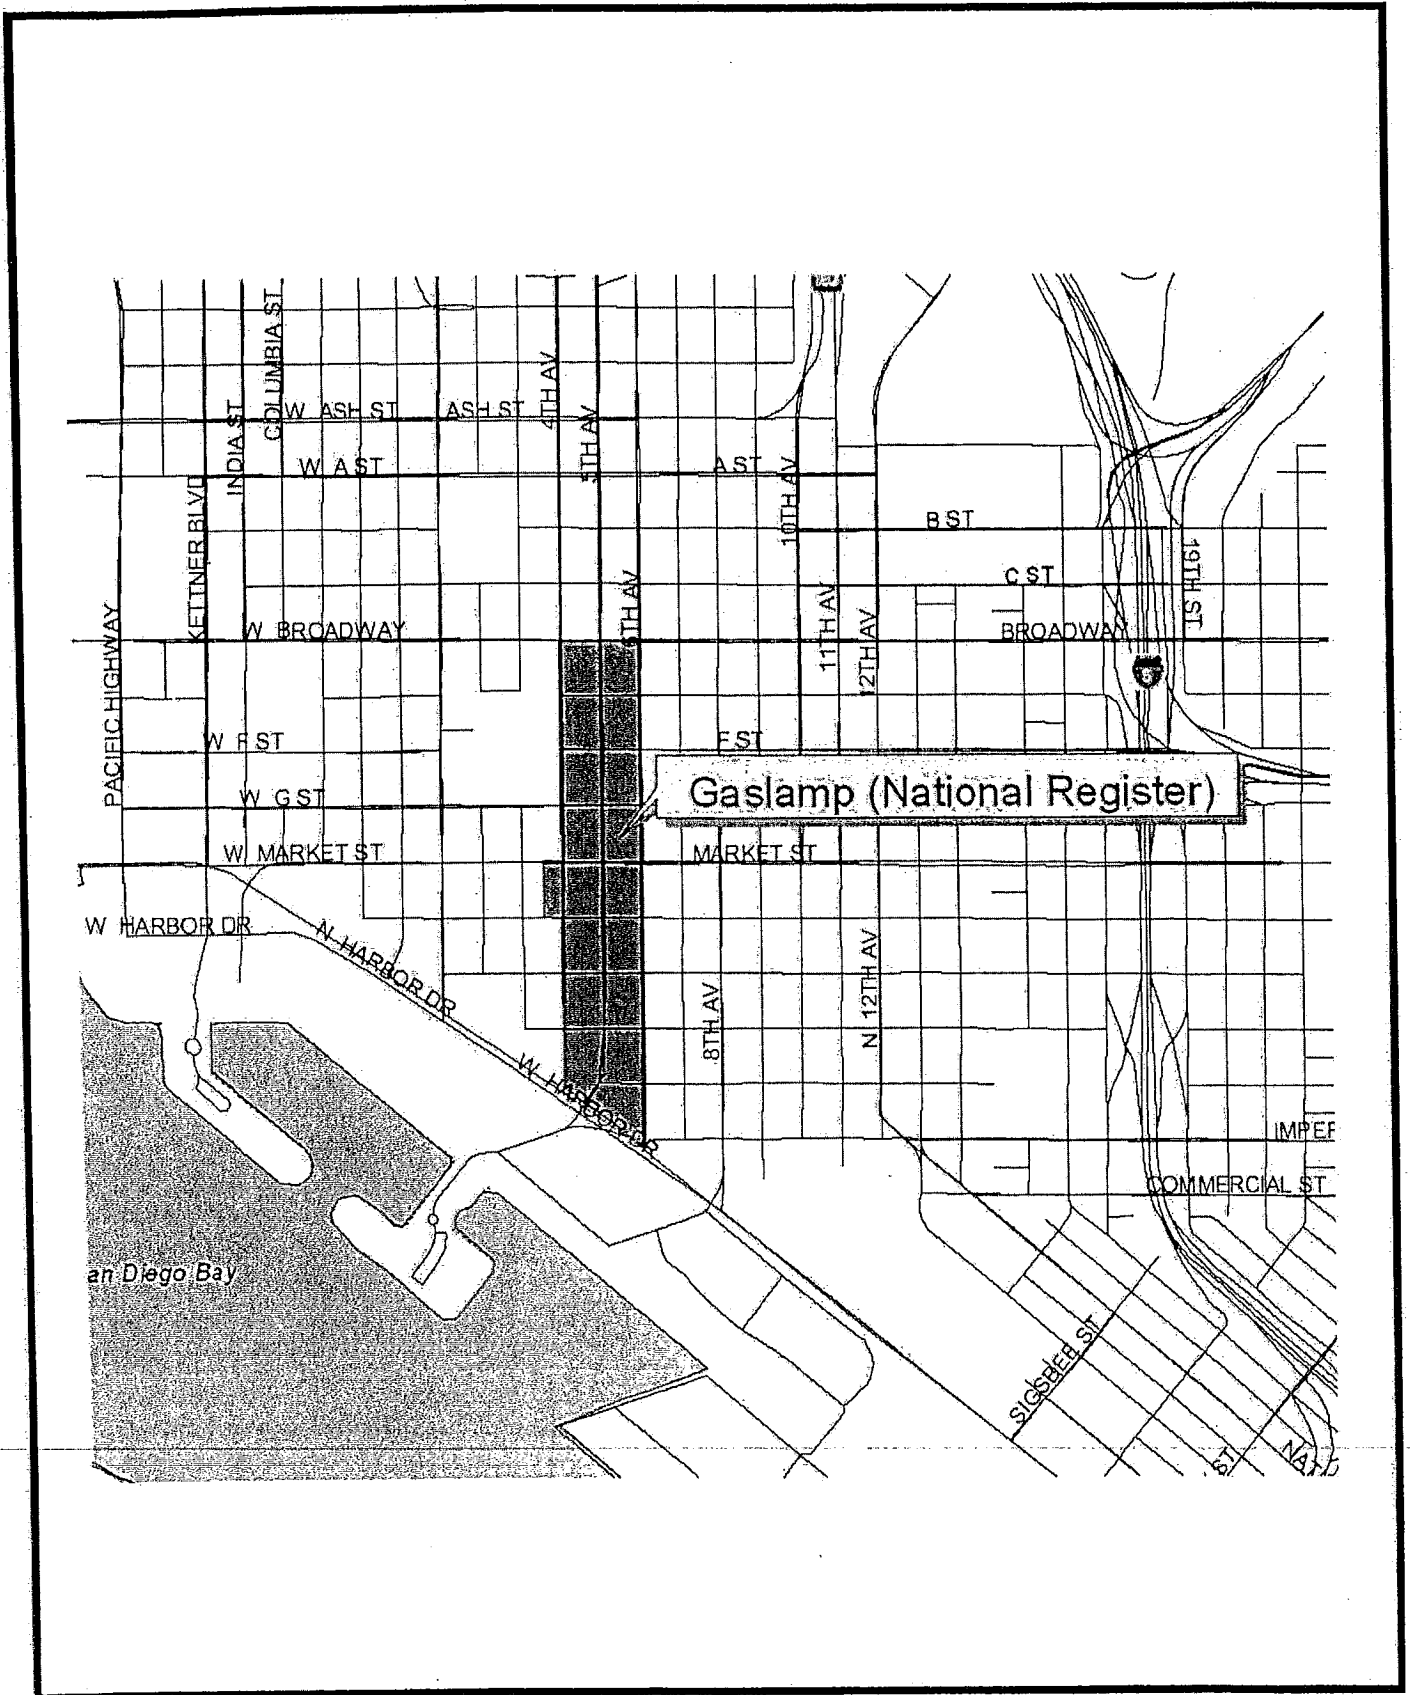 COLUMBIA ST
W ASH ST
ASH ST
4TH AV
5TH AV
INDIA ST
W A ST
A ST
10TH AV
KETTNER BLVD
B ST
19TH ST
C ST
6TH AV
11TH AV
12TH AV
W BROADWAY
BROADWAY
5
PACIFIC HIGHWAY
W F ST
F ST
Gaslamp (National Register)
W G ST
W MARKET ST
MARKET ST
W HARBOR DR
N HARBOR DR
N 12TH AV
8TH AV
W HARBOR DR
IMPER
COMMERCIAL ST
an Diego Bay
SIGSBEE ST
ST
NAT